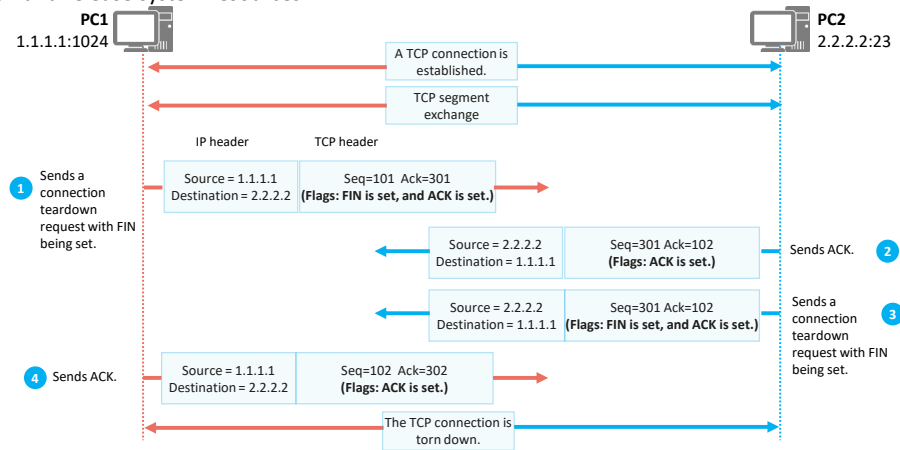 PC1
1.1.1.1:1024
PC2
2.2.2.2:23
A TCP connection is
established.
TCP segment
exchange
IP header
TCP header
1
Sends a
connection
teardown
request with FIN
being set.
Source = 1.1.1.1
Destination = 2.2.2.2
Seq=101 Ack=301
(Flags: FIN is set, and ACK is set.)
Source = 2.2.2.2
Destination = 1.1.1.1
Seq=301 Ack=102
(Flags: ACK is set.)
Sends ACK.
2
Source = 2.2.2.2
Destination = 1.1.1.1
Seq=301 Ack=102
(Flags: FIN is set, and ACK is set.)
Sends a
connection
teardown
request with FIN
being set.
3
4
Sends ACK.
Source = 1.1.1.1
Destination = 2.2.2.2
Seq=102 Ack=302
(Flags: ACK is set.)
The TCP connection is
torn down.